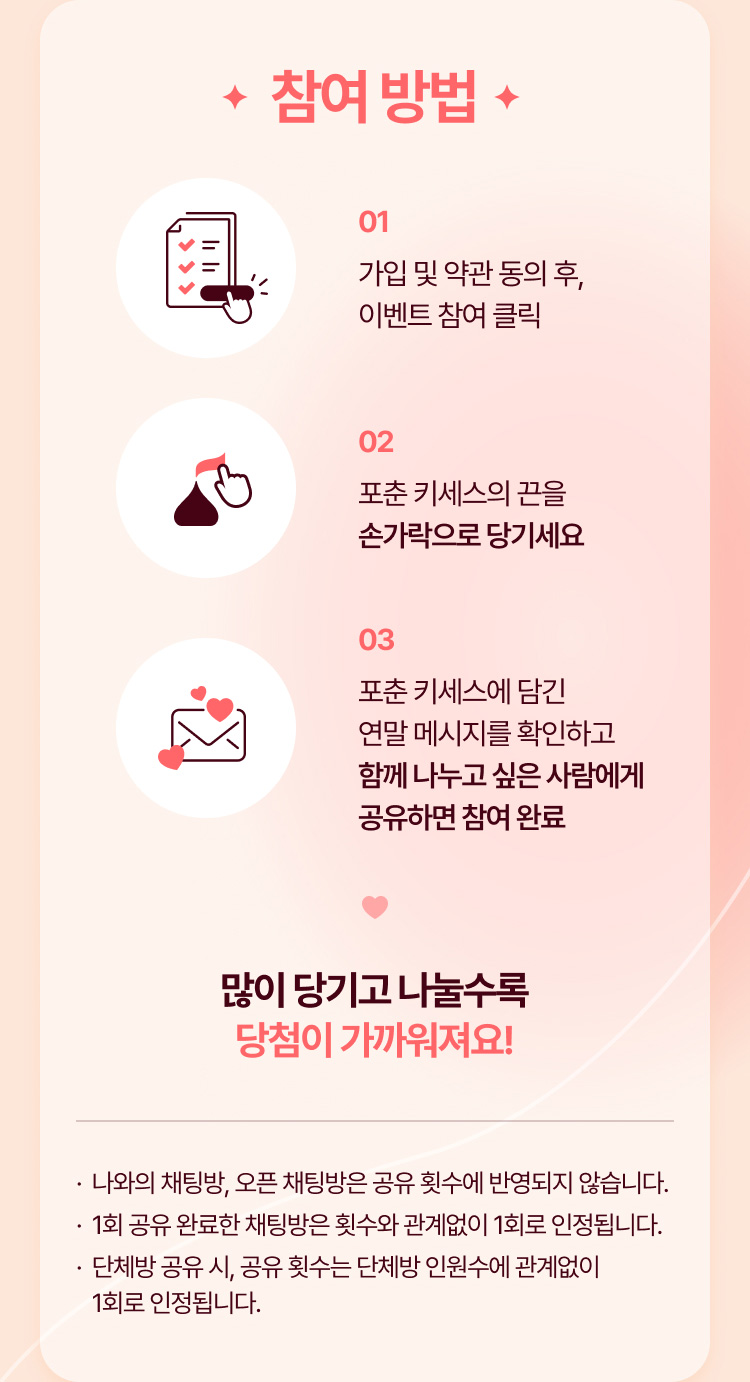 참여 방법
01
가입 및 약관 동의 후,
이벤트 참여 클릭
02
포춘 키세스의 끈을
손가락으로 당기세요
03
포춘 키세스에 담긴
연말 메시지를 확인하고
함께 나누고 싶은 사람에게
공유하면 참여 완료
많이 당기고 나눌수록
당첨이 가까워져요!
· 나와의 채팅방, 오픈 채팅방은 공유 횟수에 반영되지 않습니다.
· 1회 공유 완료한 채팅방은 횟수와 관계없이 1회로 인정됩니다.
· 단체방 공유 시, 공유 횟수는 단체방 인원수에 관계없이
1회로 인정됩니다.